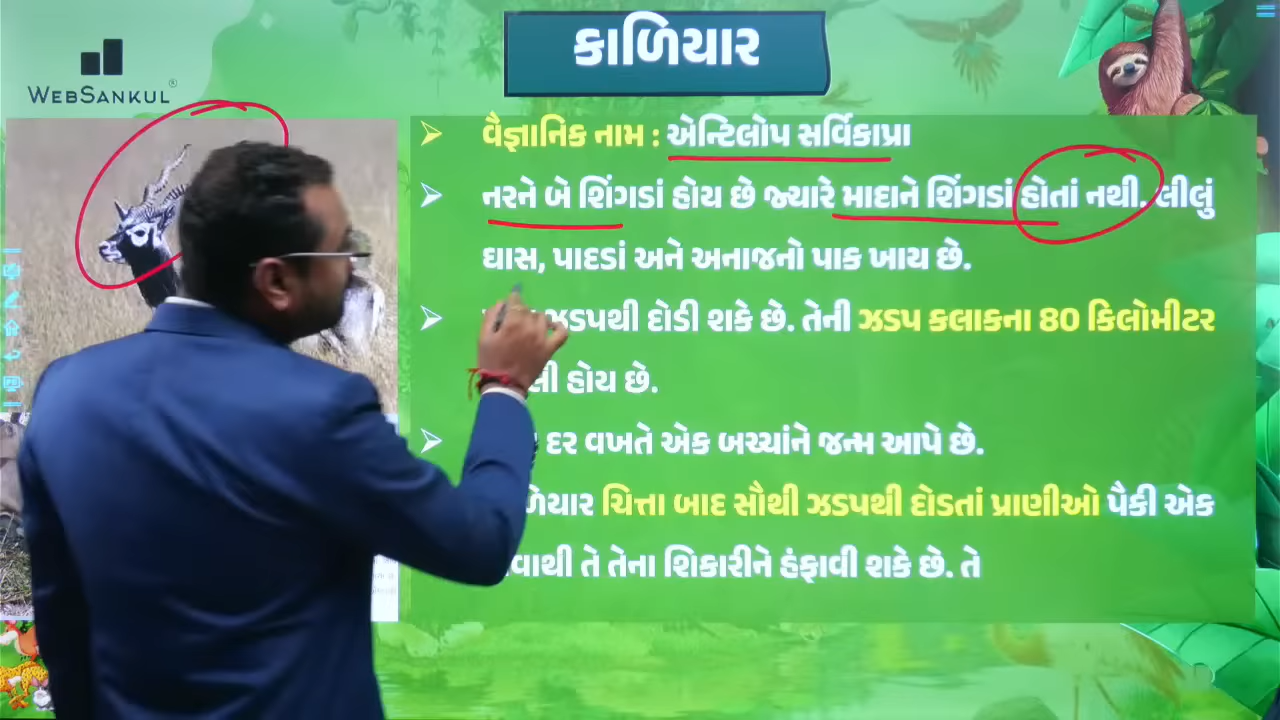 કાળિયાર
WEBSANKUL
વૈજ્ઞાનિક નામ : એન્ટિલોપ સર્વિકાપ્રા
નરને બે શિંગડાં હોય છે જ્યારે માદાને શિંગડાં હોતાં નથી. લીલું
ઘાસ, પાદડાં અને અનાજનો પાક ખાય છે.
ઝડપથી દોડી શકે છે. તેની ઝડપ કલાકના 80 કિલોમીટર
હોય છે.
દર વખતે એક બચ્ચાંને જન્મ આપે છે.
ચિત્તા બાદ સૌથી ઝડપથી દોડતાં પ્રાણીઓ પૈકી એક
તે તેના શિકારીને હંફાવી શકે છે. તે